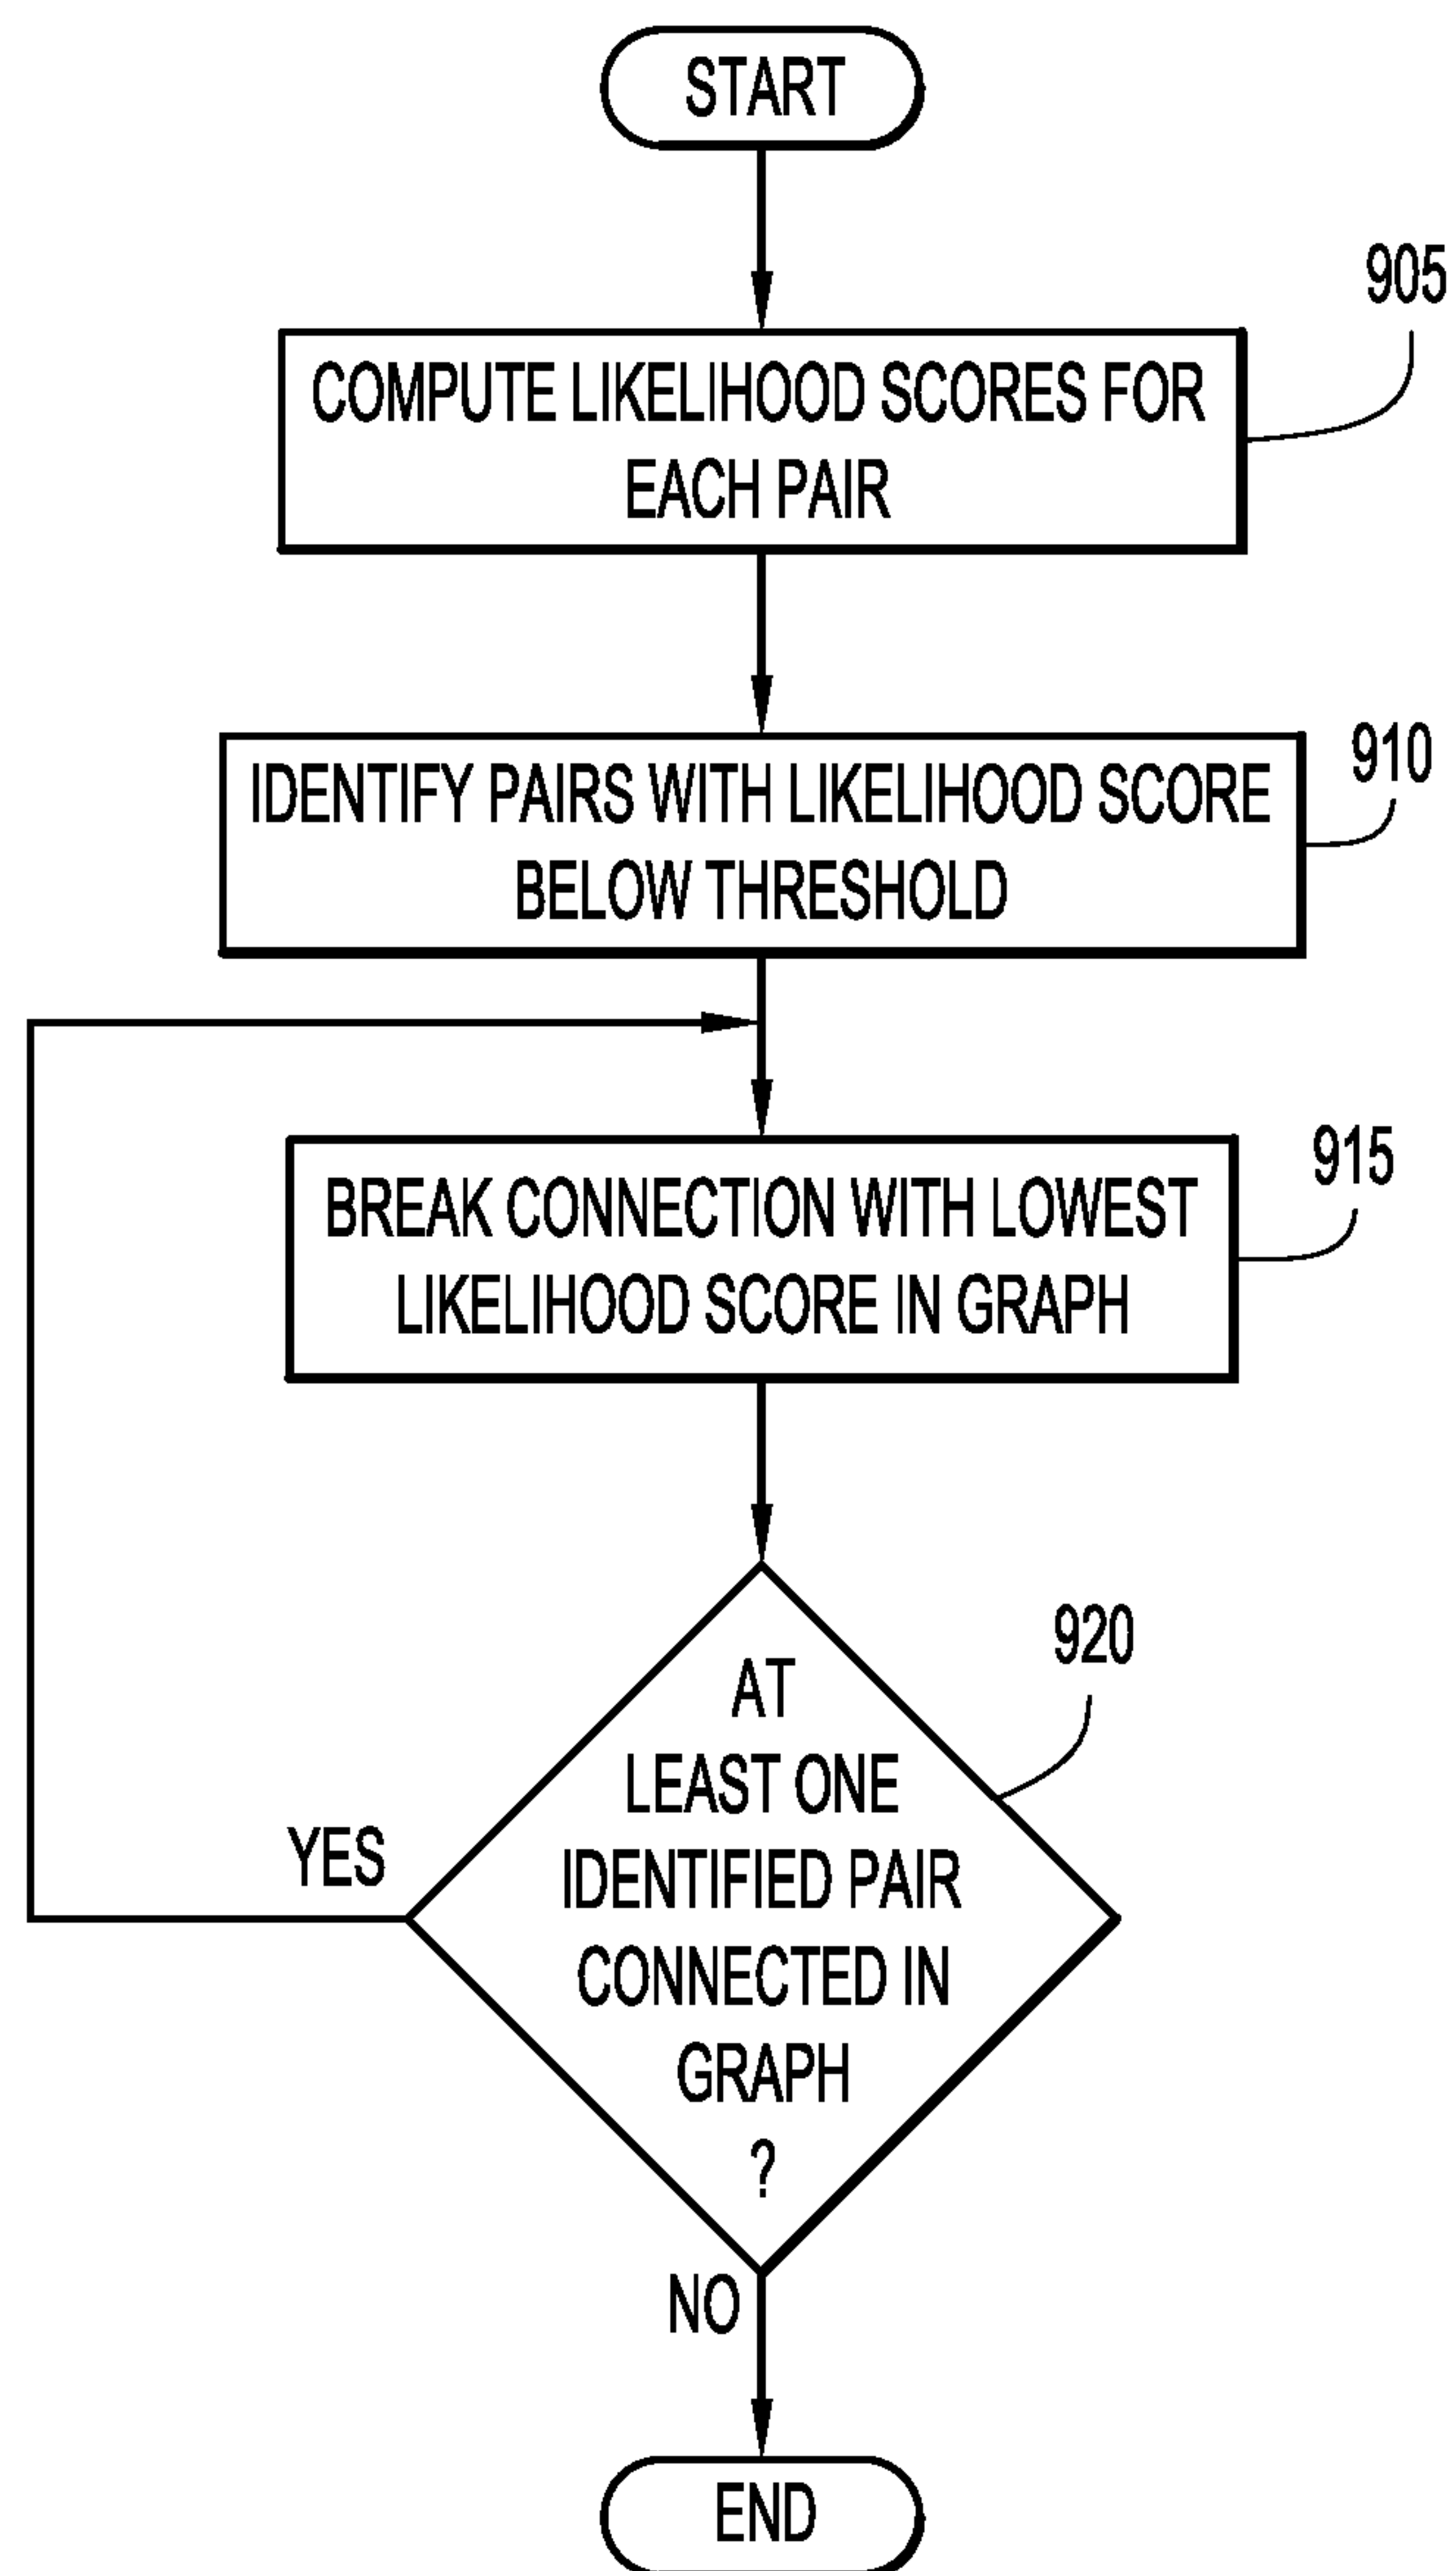 START
905
COMPUTE LIKELIHOOD SCORES FOR
EACH PAIR
910
IDENTIFY PAIRS WITH LIKELIHOOD SCORE
BELOW THRESHOLD
915
BREAK CONNECTION WITH LOWEST
LIKELIHOOD SCORE IN GRAPH
920
AT
LEAST ONE
IDENTIFIED PAIR
CONNECTED IN
GRAPH
?
YES
NO
END